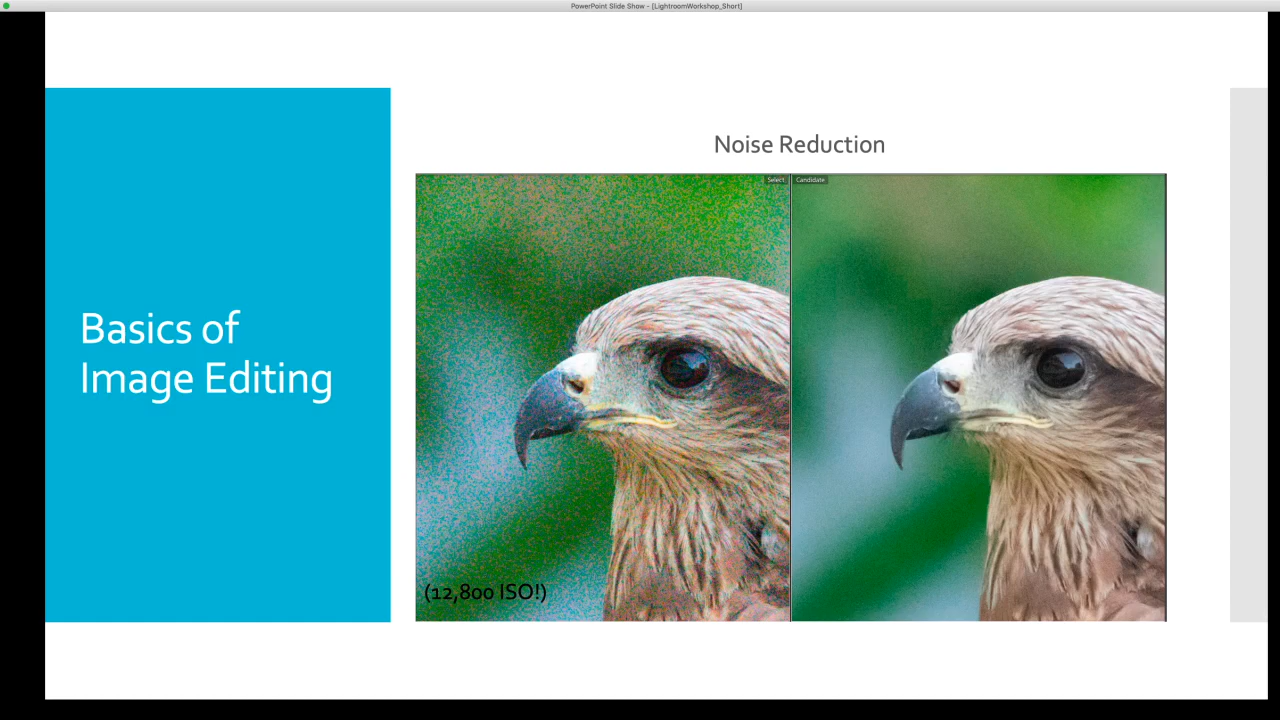 PowerPoint Slide Show - [LightroomWorkshop_Short]
Noise Reduction
Select
Candidate
Basics of
Image Editing
(12,800 ISO!)